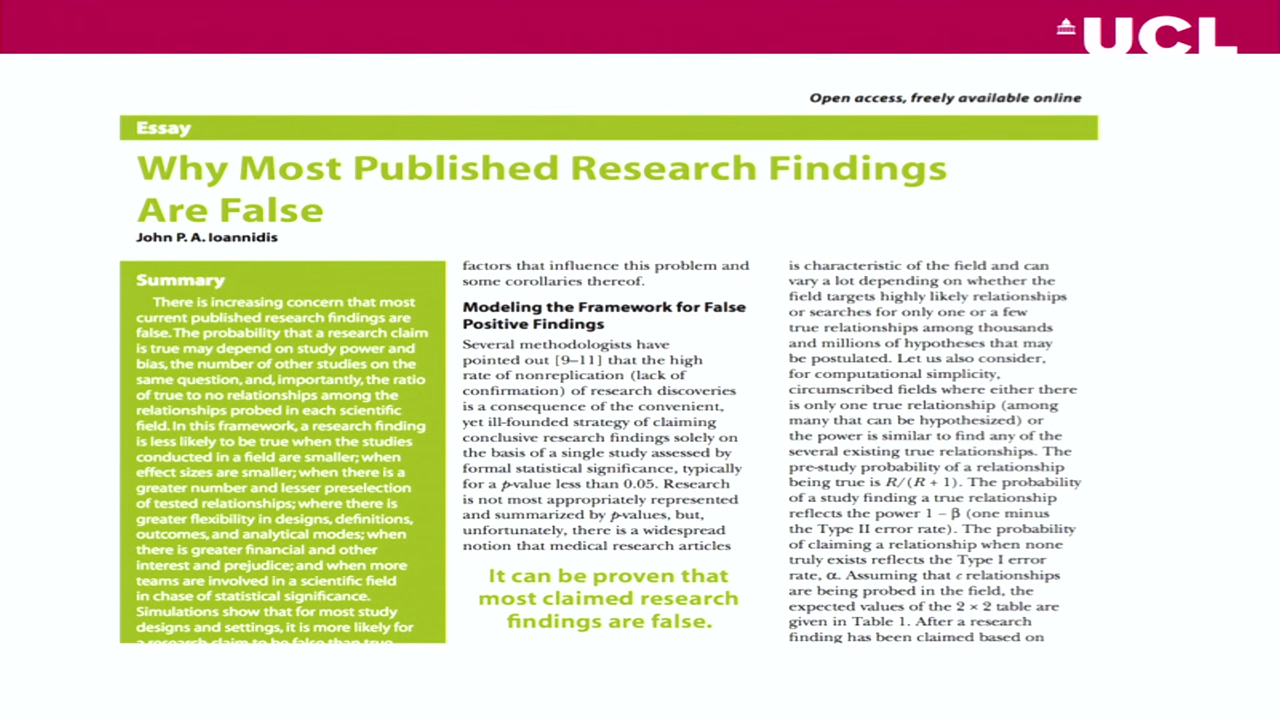 UCL
Open access, freely available online
Essay
Why Most Published Research Findings
Are False
John P. A. Ioannidis
Summary
There is increasing concern that most
current published research findings are
false. The probability that a research claim
is true may depend on study power and
bias, the number of other studies on the
same question, and, importantly, the ratio
of true to no relationships among the
relationships probed in each scientific
field. In this framework, a research finding
is less likely to be true when the studies
conducted in a field are smaller; when
effect sizes are smaller; when there is a
greater number and lesser preselection
of tested relationships; where there is
greater flexibility in designs, definitions,
outcomes, and analytical modes; when
there is greater financial and other
interest and prejudice; and when more
teams are involved in a scientific field
in chase of statistical significance.
Simulations show that for most study
designs and settings, it is more likely for
a research claim to be false than true.
factors that influence this problem and
some corollaries thereof.
Modeling the Framework for False
Positive Findings
Several methodologists have
pointed out [9–11] that the high
rate of nonreplication (lack of
confirmation) of research discoveries
is a consequence of the convenient,
yet ill-founded strategy of claiming
conclusive research findings solely on
the basis of a single study assessed by
formal statistical significance, typically
for a p-value less than 0.05. Research
is not most appropriately represented
and summarized by p-values, but,
unfortunately, there is a widespread
notion that medical research articles
It can be proven that
most claimed research
findings are false.
is characteristic of the field and can
vary a lot depending on whether the
field targets highly likely relationships
or searches for only one or a few
true relationships among thousands
and millions of hypotheses that may
be postulated. Let us also consider,
for computational simplicity,
circumscribed fields where either there
is only one true relationship (among
many that can be hypothesized) or
the power is similar to find any of the
several existing true relationships. The
pre-study probability of a relationship
being true is R/(R + 1). The probability
of a study finding a true relationship
reflects the power 1 − β (one minus
the Type II error rate). The probability
of claiming a relationship when none
truly exists reflects the Type I error
rate, α. Assuming that c relationships
are being probed in the field, the
expected values of the 2 × 2 table are
given in Table 1. After a research
finding has been claimed based on